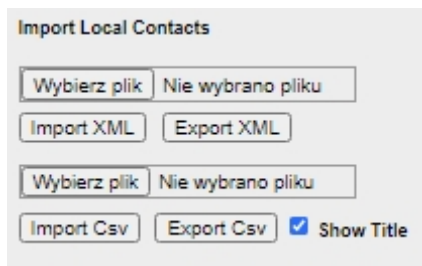 Import Local Contacts
Wybierz plik Nie wybrano pliku
Import XML Export XML
Wybierz plik Nie wybrano pliku
Import Csv Export Csv Show Title